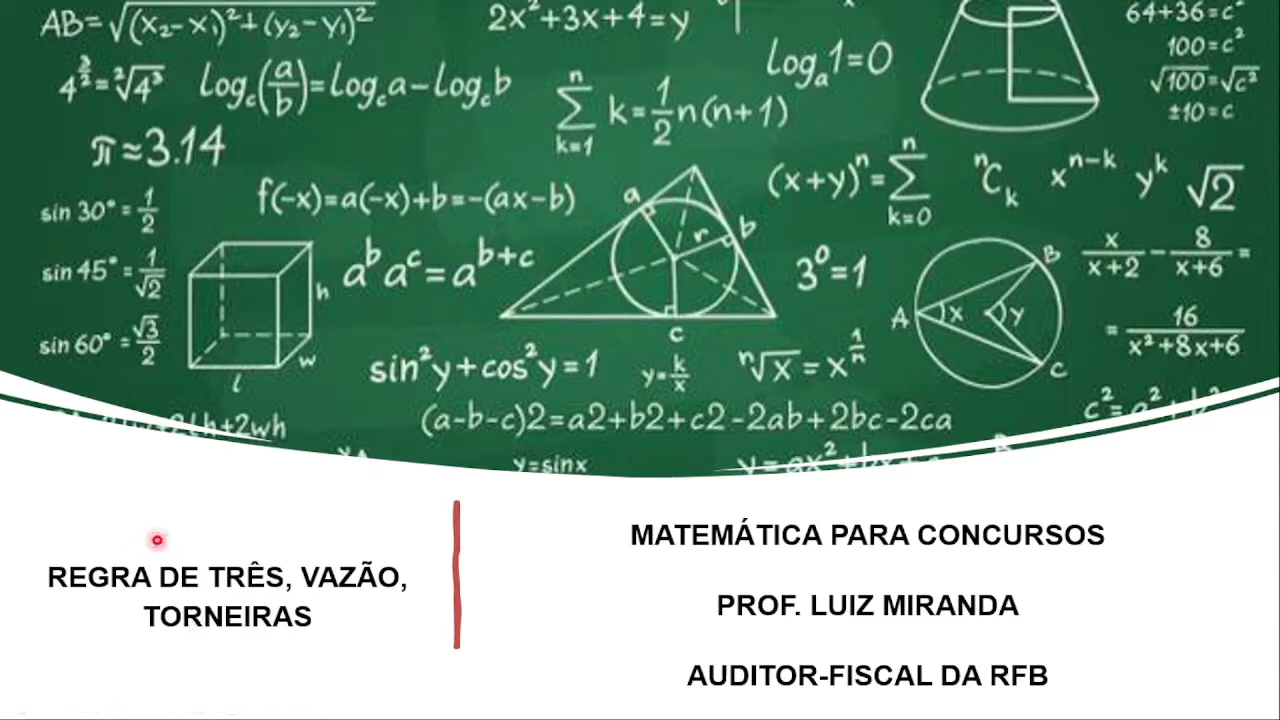 AB=√(x₂-x₁)²+(y₂-y₁)²
2x²+3x+4=y
64+36=c²
100=c²
√100=√c²
±10=c
4^(3/2)=²√4³
log_c(a/b)=log_c a-log_c b
n
∑ k=1/2 n(n+1)
k=1
log_a 1=0
π≈3.14
f(-x)=a(-x)+b=-(ax-b)
(x+y)ⁿ=
n
∑
k=0
ⁿC_k x^(n-k) y^k √2
sin 30°=1/2
sin 45°=1/√2
sin 60°=√3/2
h
w
l
a^b a^c=a^(b+c)
a
r
b
c
3⁰=1
A
x
y
B
C
x/(x+2) - 8/(x+6) =
= 16/(x²+8x+6)
sin²y+cos²y=1
y=k/x
ⁿ√x=x^(1/n)
(a-b-c)2=a2+b2+c2-2ab+2bc-2ca
+2wh
y=sinx
REGRA DE TRÊS, VAZÃO,
TORNEIRAS
MATEMÁTICA PARA CONCURSOS
PROF. LUIZ MIRANDA
AUDITOR-FISCAL DA RFB